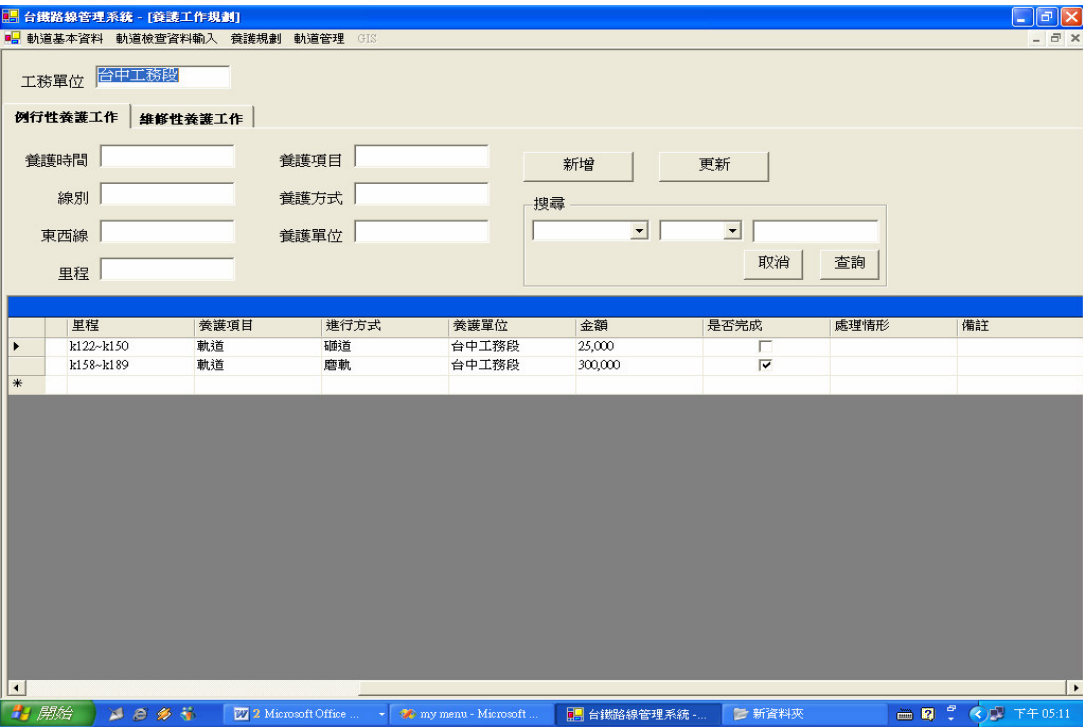 台鐵路線管理系統 - [養護工作規劃]
軌道基本資料 軌道檢查資料輸入 養護規劃 軌道管理 GIS
工務單位 台中工務段
例行性養護工作 維修性養護工作
養護時間 養護項目 新增 更新
線別 養護方式 搜尋
東西線 養護單位
里程 取消 查詢
里程 養護項目 進行方式 養護單位 金額 是否完成 處理情形 備註
k122~k150 軌道 砸道 台中工務段 25,000
k158~k189 軌道 磨軌 台中工務段 300,000
開始 2 Microsoft Office ... my menu - Microsoft ... 台鐵路線管理系統 -... 新資料夾 下午 05:11